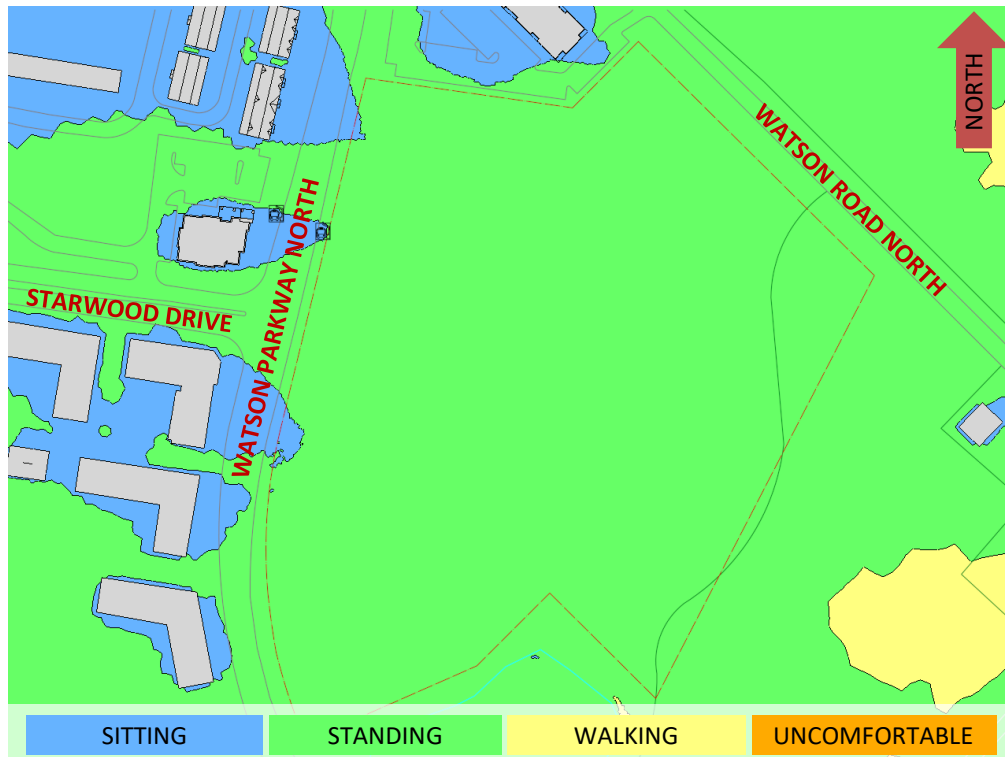 NORTH
WATSON ROAD NORTH
WATSON PARKWAY NORTH
STARWOOD DRIVE
SITTING
STANDING
WALKING
UNCOMFORTABLE